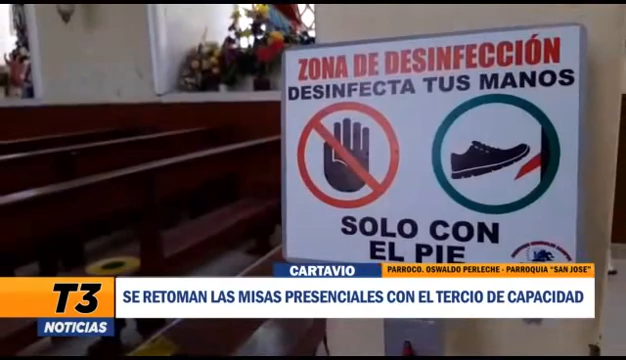 ZONA DE DESINFECCIÓN
DESINFECTA TUS MANOS
SOLO CON
EL PIE
CARTAVIO
PARROCO. OSWALDO PERLECHE - PARROQUIA "SAN JOSE"
T3
NOTICIAS
SE RETOMAN LAS MISAS PRESENCIALES CON EL TERCIO DE CAPACIDAD